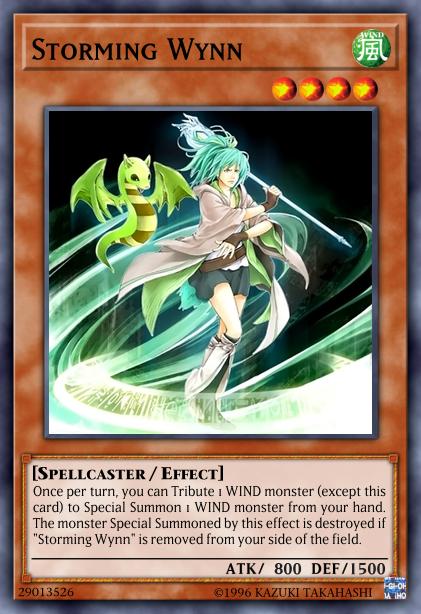 Storming Wynn
WIND
風
[Spellcaster / Effect]
Once per turn, you can Tribute 1 WIND monster (except this
card) to Special Summon 1 WIND monster from your hand.
The monster Special Summoned by this effect is destroyed if
"Storming Wynn" is removed from your side of the field.
ATK/ 800 DEF/1500
29013526
©1996 KAZUKI TAKAHASHI